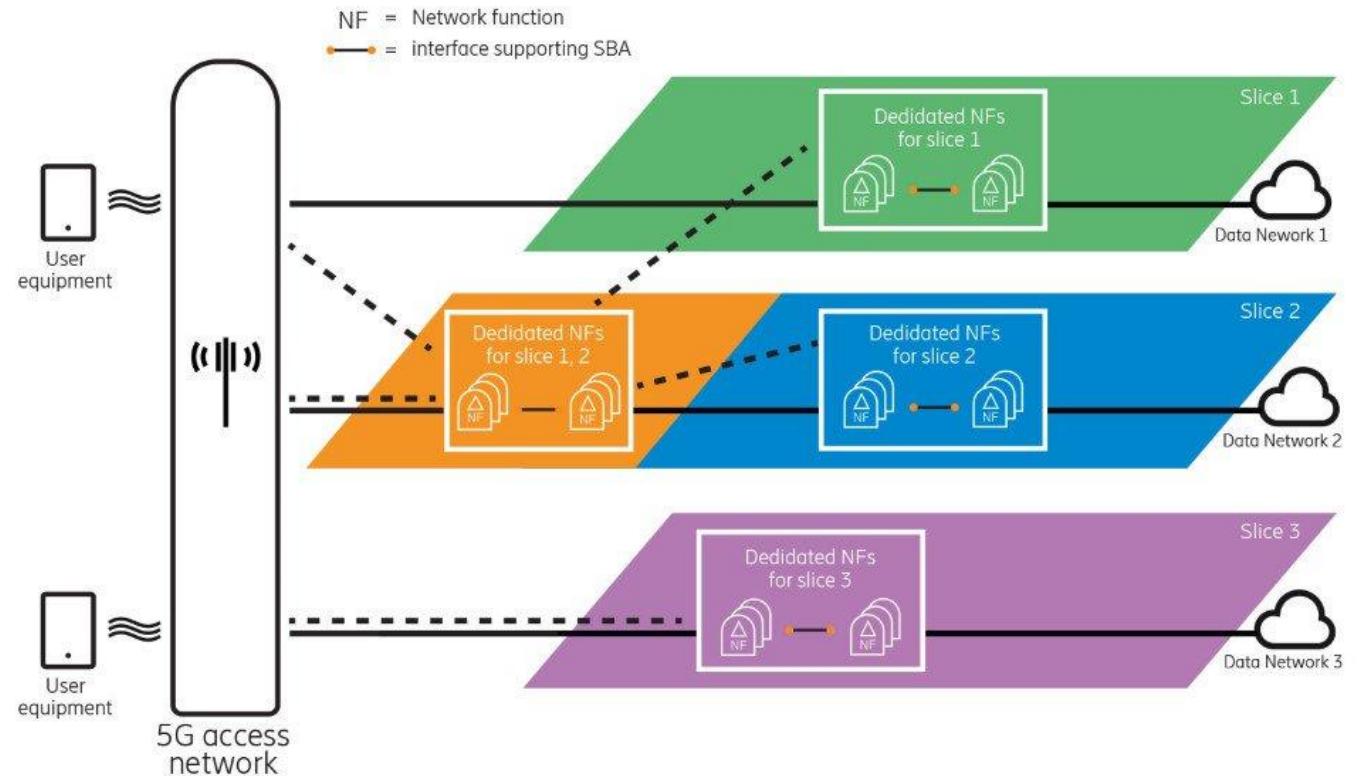 NF = Network function
= interface supporting SBA
Slice 1
Dedidated NFs
for slice 1
NF
NF
Data Nework 1
User
equipment
Slice 2
Dedidated NFs
for slice 1, 2
NF
NF
Dedidated NFs
for slice 2
NF
NF
Data Network 2
Slice 3
Dedidated NFs
for slice 3
NF
NF
Data Network 3
User
equipment
5G access
network